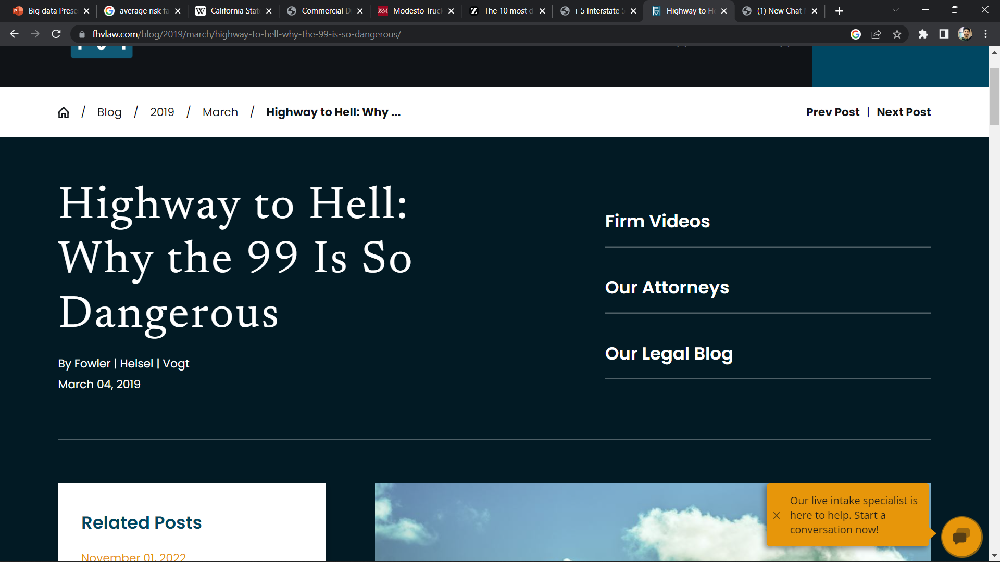 Big data Prese
average risk fa
California State
Commercial D
Modesto Truck
The 10 most d
i-5 Interstate 5
Highway to He
(1) New Chat
fhvlaw.com/blog/2019/march/highway-to-hell-why-the-99-is-so-dangerous/
/ Blog / 2019 / March / Highway to Hell: Why ...
Prev Post | Next Post
Highway to Hell:
Why the 99 Is So
Dangerous
By Fowler | Helsel | Vogt
March 04, 2019
Firm Videos
Our Attorneys
Our Legal Blog
Related Posts
November 01, 2022
Our live intake specialist is
here to help. Start a
conversation now!